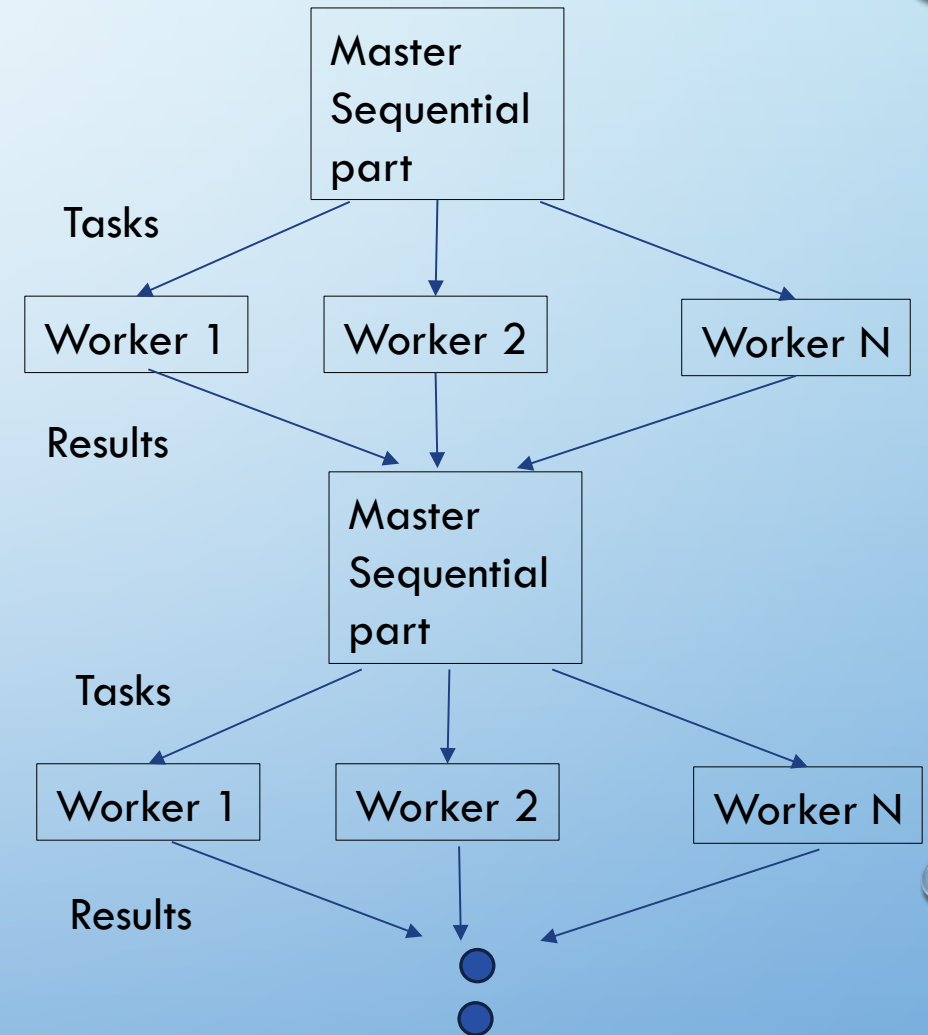 Master
Sequential
part
Tasks
Worker 1
Worker 2
Worker N
Results
Master
Sequential
part
Tasks
Worker 1
Worker 2
Worker N
Results